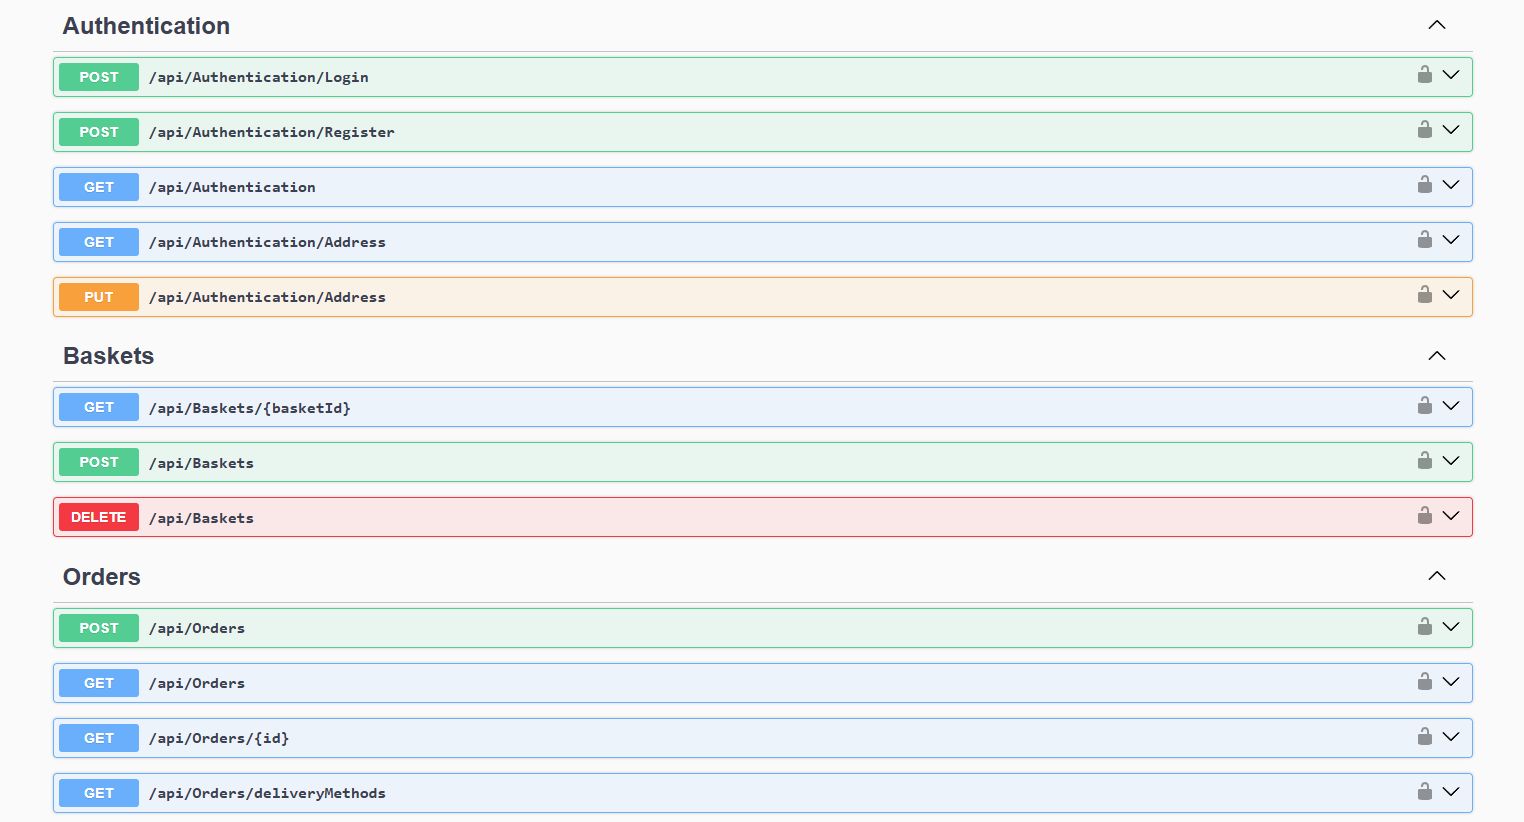 Authentication
POST /api/Authentication/Login
POST /api/Authentication/Register
GET /api/Authentication
GET /api/Authentication/Address
PUT /api/Authentication/Address
Baskets
GET /api/Baskets/{basketId}
POST /api/Baskets
DELETE /api/Baskets
Orders
POST /api/Orders
GET /api/Orders
GET /api/Orders/{id}
GET /api/Orders/deliveryMethods